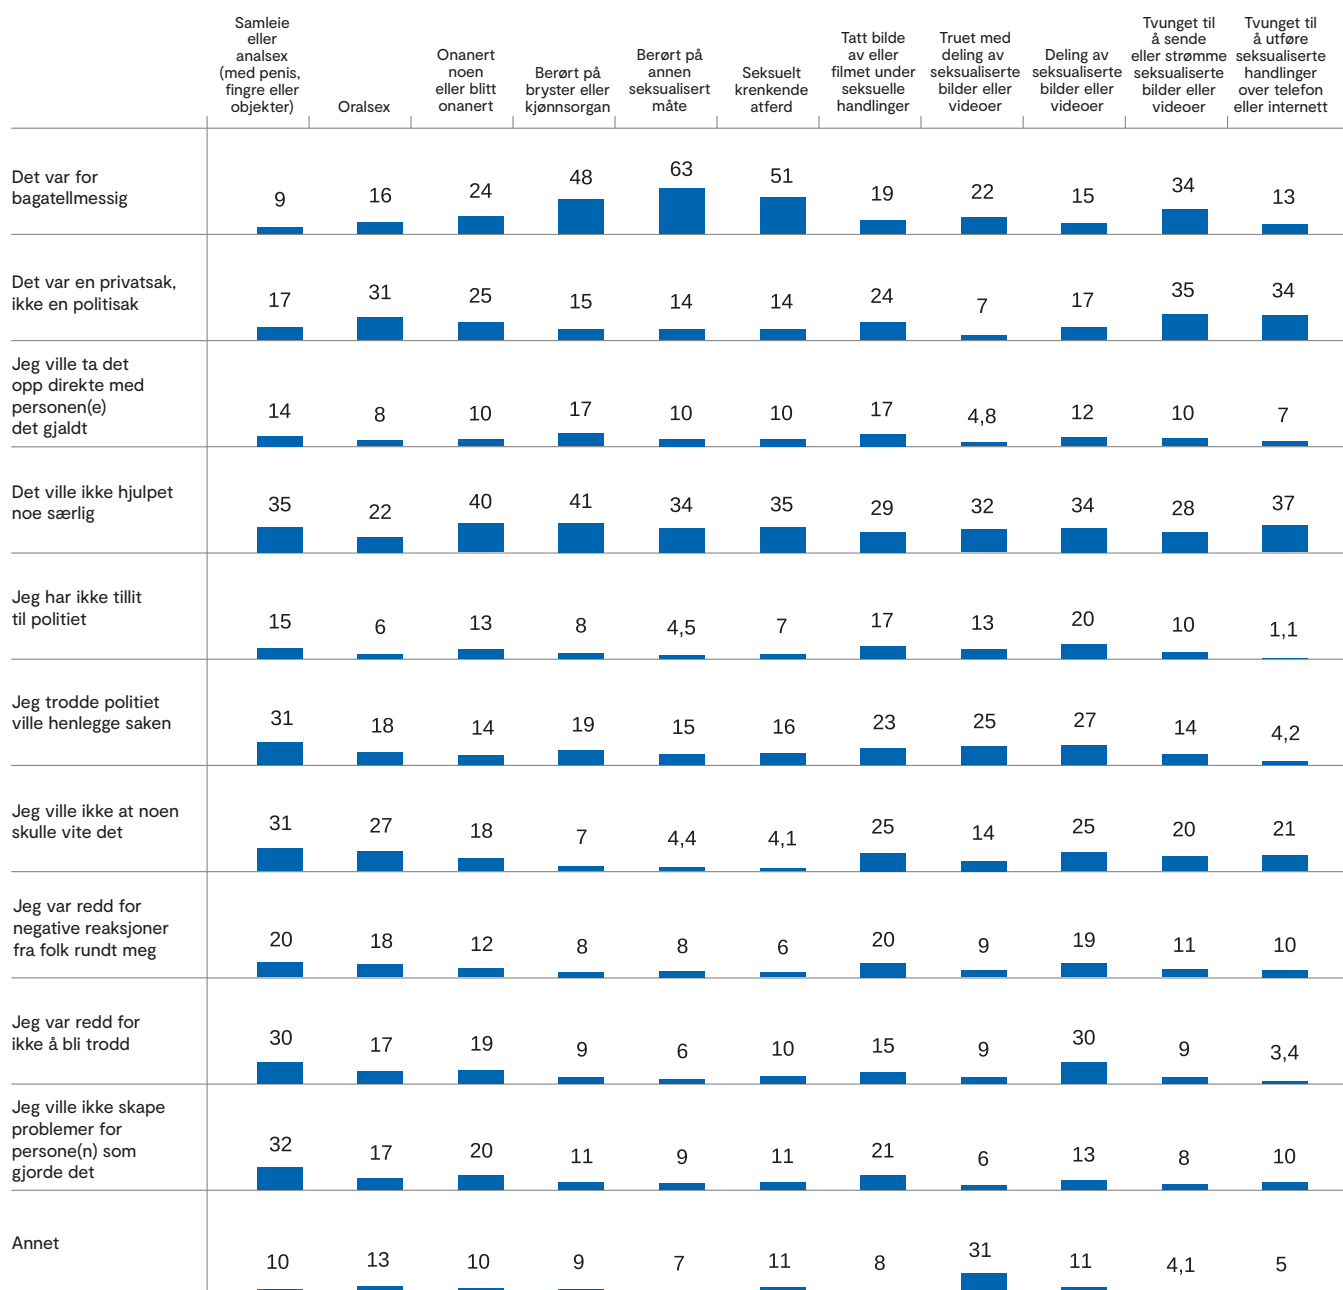 Samleie
eller
analsex
(med penis,
fingre eller
objekter)
Oralsex
Onanert
noen
eller blitt
onanert
Berørt på
bryster eller
kjønnsorgan
Berørt på
annen
seksualisert
måte
Seksuelt
krenkende
atferd
Tatt bilde
av eller
filmet under
seksuelle
handlinger
Truet med
deling av
seksualiserte
bilder eller
videoer
Deling av
seksualiserte
bilder eller
videoer
Tvunget til
å sende
eller strømme
seksualiserte
bilder eller
videoer
Tvunget til
å utføre
seksualiserte
handlinger
over telefon
eller internett
Det var for
bagatellmessig
9 16 24 48 63 51 19 22 15 34 13
Det var en privatsak,
ikke en politisak
17 31 25 15 14 14 24 7 17 35 34
Jeg ville ta det
opp direkte med
personen(e)
det gjaldt
14 8 10 17 10 10 17 4,8 12 10 7
Det ville ikke hjulpet
noe særlig
35 22 40 41 34 35 29 32 34 28 37
Jeg har ikke tillit
til politiet
15 6 13 8 4,5 7 17 13 20 10 1,1
Jeg trodde politiet
ville henlegge saken
31 18 14 19 15 16 23 25 27 14 4,2
Jeg ville ikke at noen
skulle vite det
31 27 18 7 4,4 4,1 25 14 25 20 21
Jeg var redd for
negative reaksjoner
fra folk rundt meg
20 18 12 8 8 6 20 9 19 11 10
Jeg var redd for
ikke å bli trodd
30 17 19 9 6 10 15 9 30 9 3,4
Jeg ville ikke skape
problemer for
persone(n) som
gjorde det
32 17 20 11 9 11 21 6 13 8 10
Annet
10 13 10 9 7 11 8 31 11 4,1 5